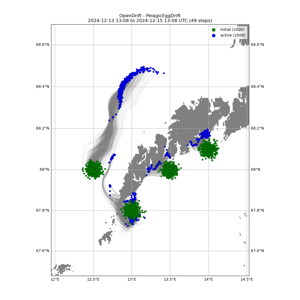 OpenDrift - PelagicEggDrift
2024-12-13 13:08 to 2024-12-15 13:08 UTC (49 steps)
initial (2000)
active (2000)
68.6°N 68.6°N
68.4°N 68.4°N
68.2°N 68.2°N
68°N 68°N
67.8°N 67.8°N
67.6°N 67.6°N
12°E 12.5°E 13°E 13.5°E 14°E 14.5°E